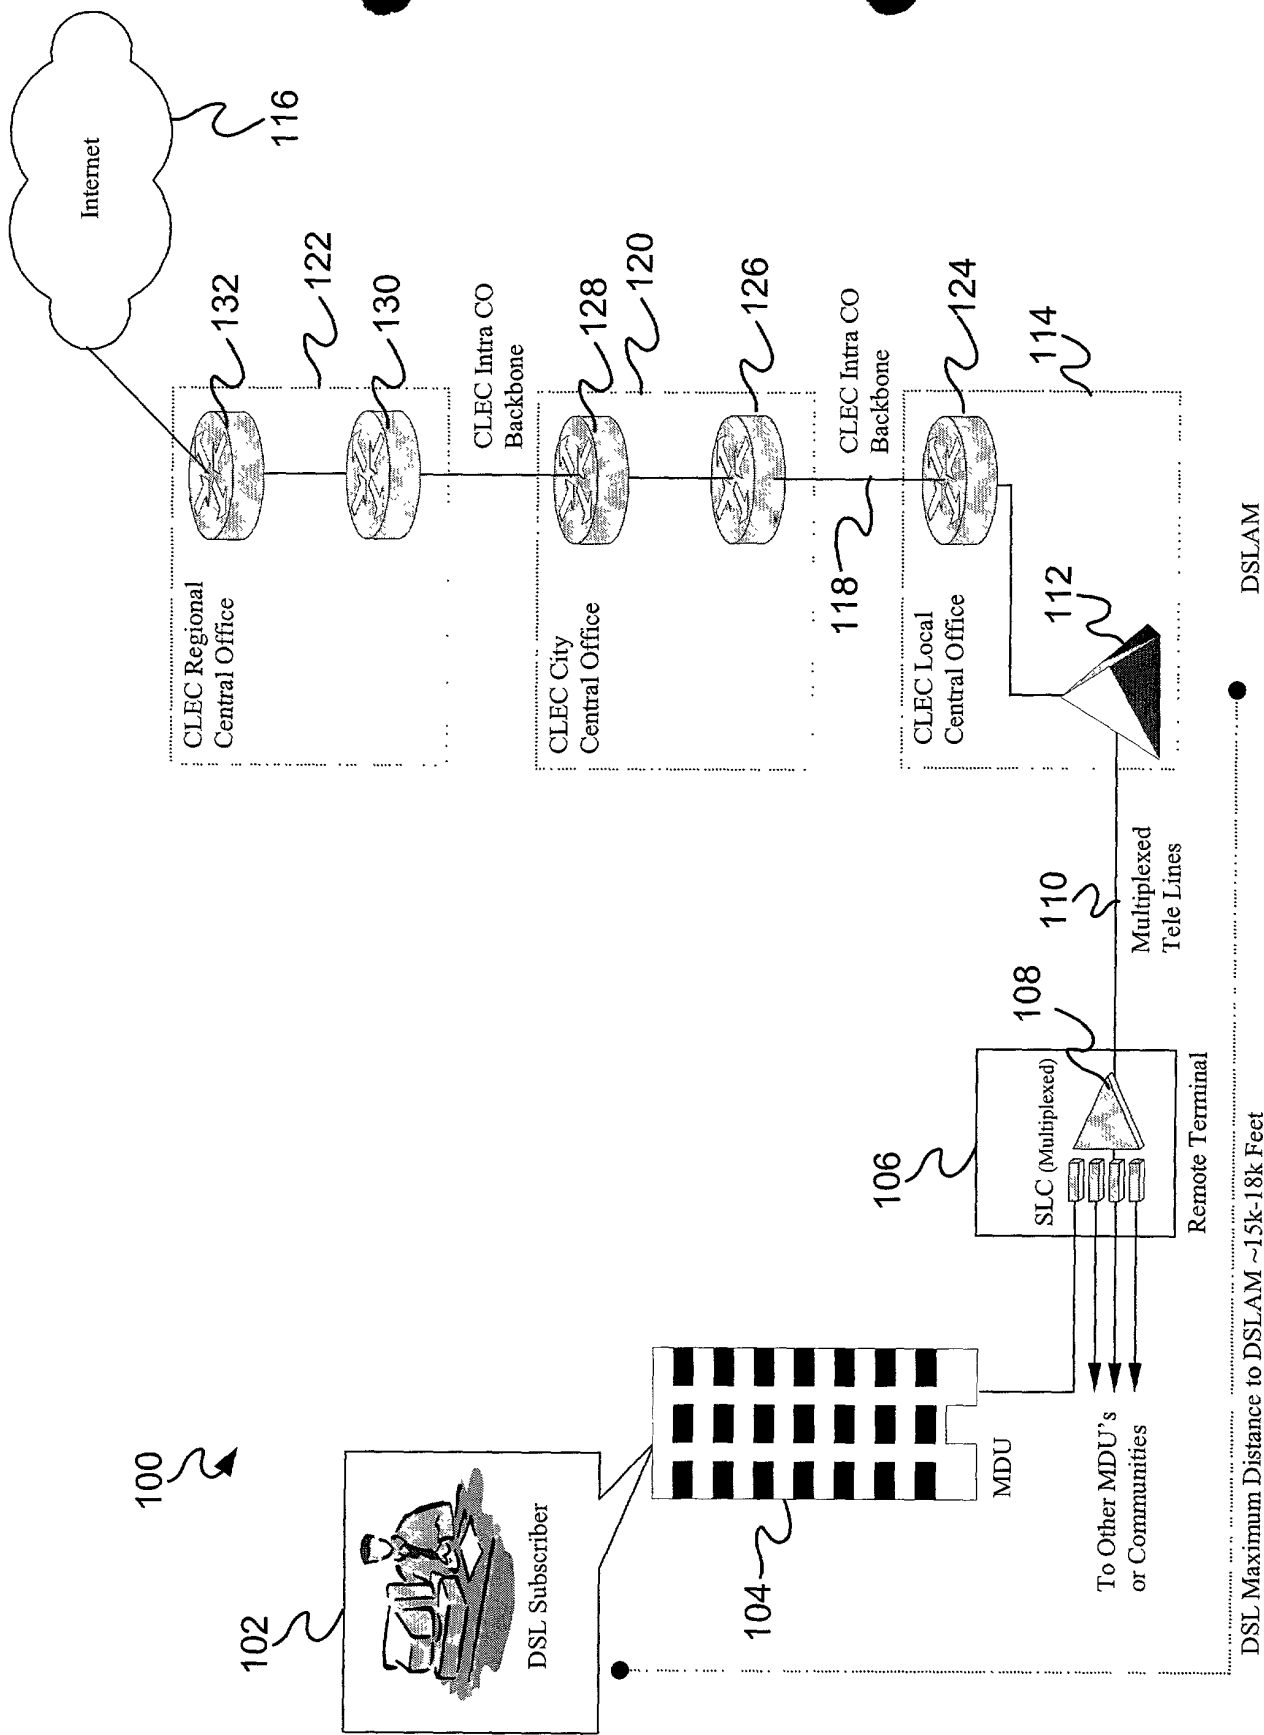 100
102
DSL Subscriber
104
MDU
To Other MDU's
or Communities
106
SLC (Multiplexed)
108
Remote Terminal
110
Multiplexed
Tele Lines
112
CLEC Local
Central Office
114
124
118
CLEC Intra CO
Backbone
CLEC City
Central Office
126
120
128
CLEC Intra CO
Backbone
CLEC Regional
Central Office
130
122
132
116
Internet
DSLAM
DSL Maximum Distance to DSLAM ~15k-18k Feet